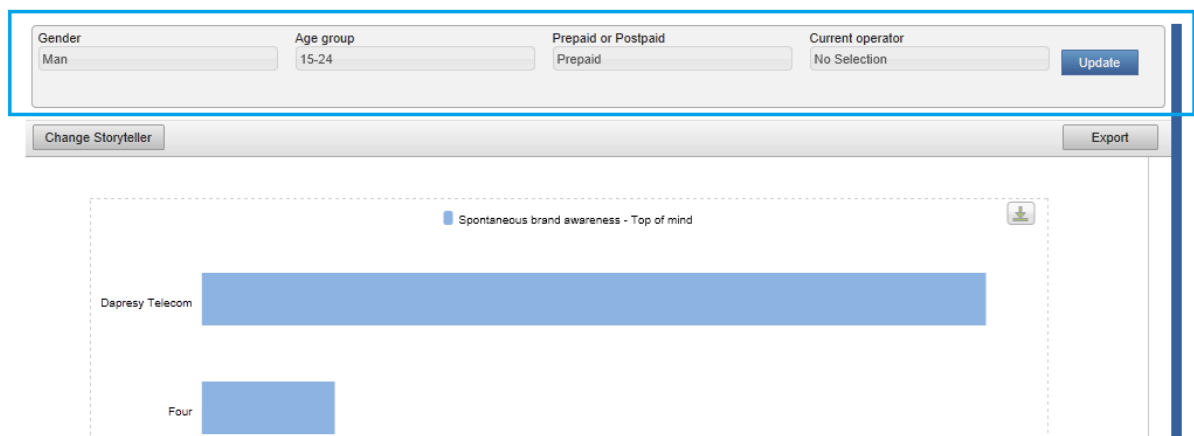 Gender Age group Prepaid or Postpaid Current operator
Man 15-24 Prepaid No Selection Update
Change Storyteller Export
Spontaneous brand awareness - Top of mind
Dapresy Telecom
Four